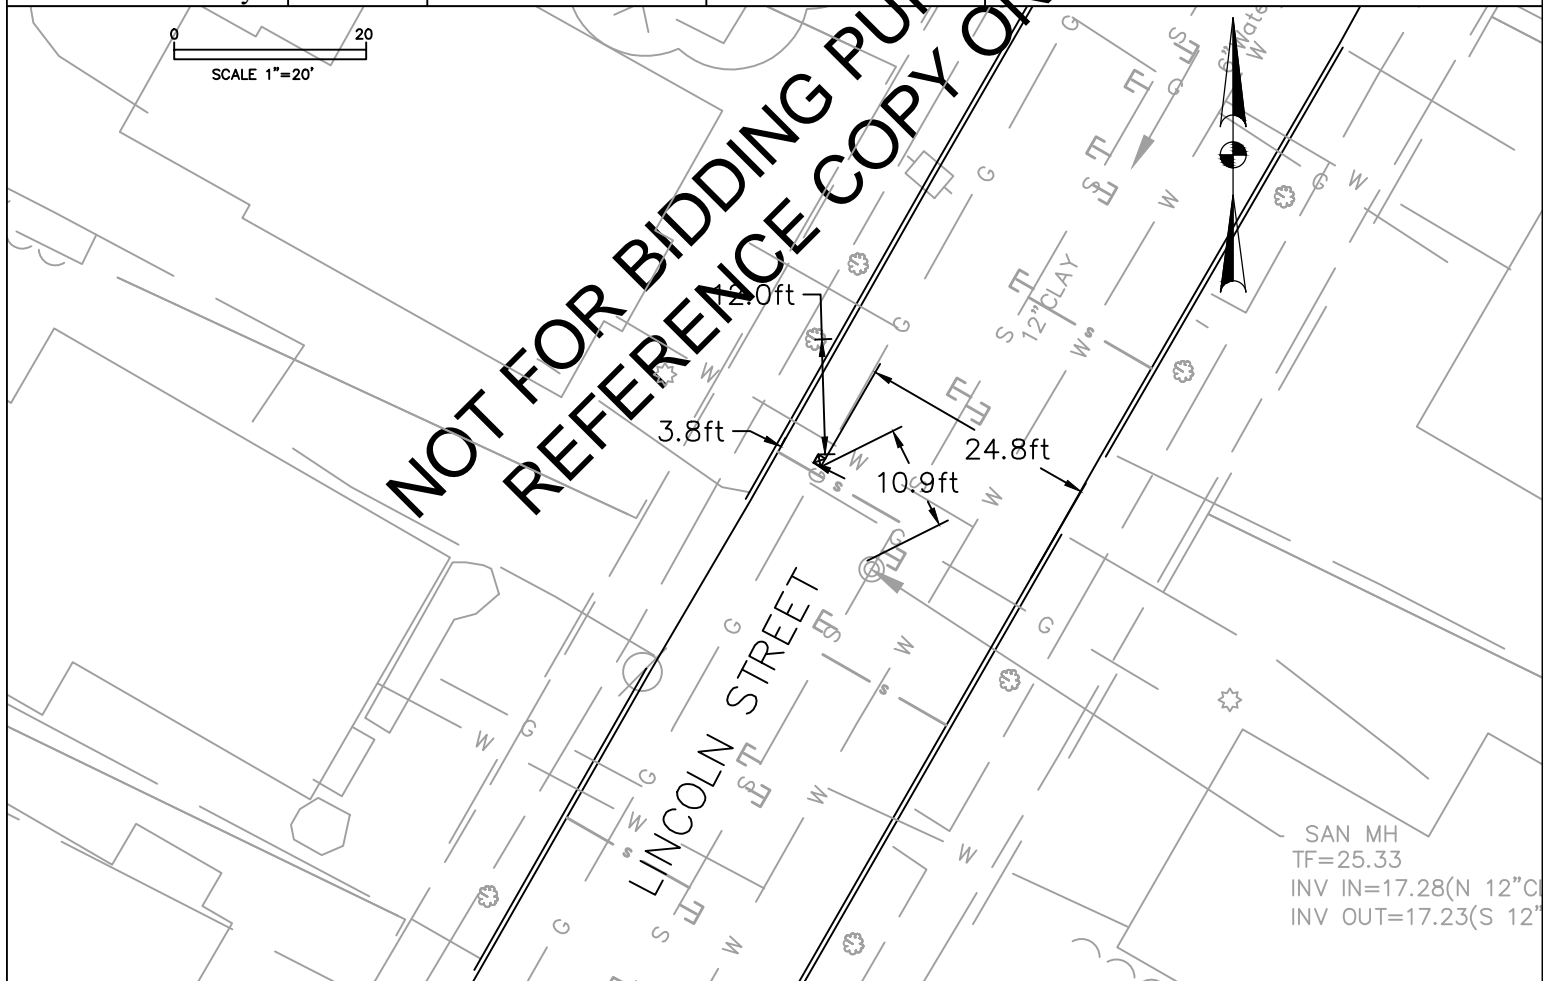 0 20
SCALE 1"=20'
NOT FOR BIDDING
REFERENCE COPY
6"Water
12"CLAY
12.0ft
3.8ft
24.8ft
10.9ft
LINCOLN STREET
SAN MH
TF=25.33
INV IN=17.28(N 12"
INV OUT=17.23(S 12"
G
S
E
E
G
W
E
S
E
G
W
G
W
E
S
s
W
G
W
E
E
W
S
s
W
G
E
G
E
S
W
G
s
W
G
E
S
E
G
W
W
s
W
E
G
S
W